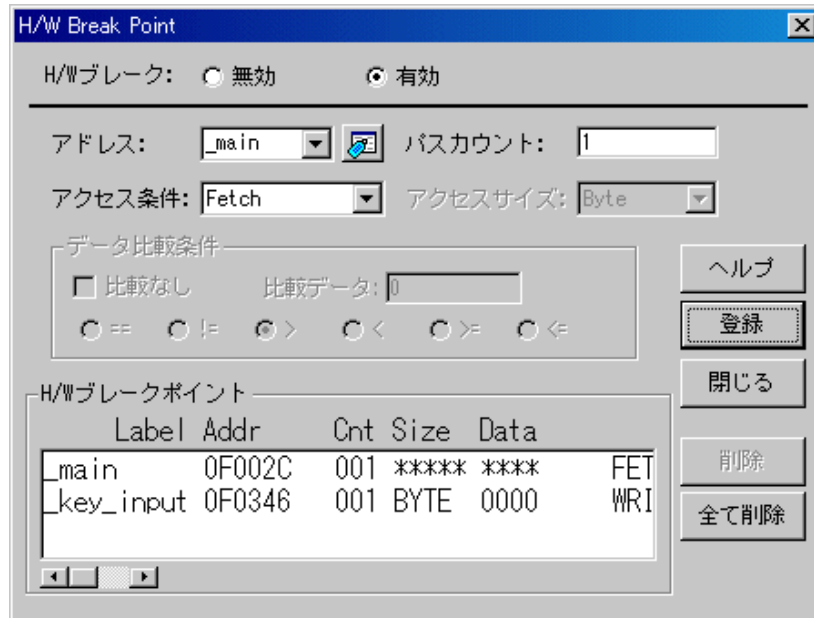 H/W Break Point
H/Wブレーク: 無効 有効
アドレス: _main パスカウント: 1
アクセス条件: Fetch アクセスサイズ: Byte
データ比較条件
比較なし 比較データ: 0
== != > < >= <=
ヘルプ
登録
閉じる
削除
全て削除
H/Wブレークポイント
Label Addr Cnt Size Data
_main 0F002C 001 ***** **** FET
_key_input 0F0346 001 BYTE 0000 WRI